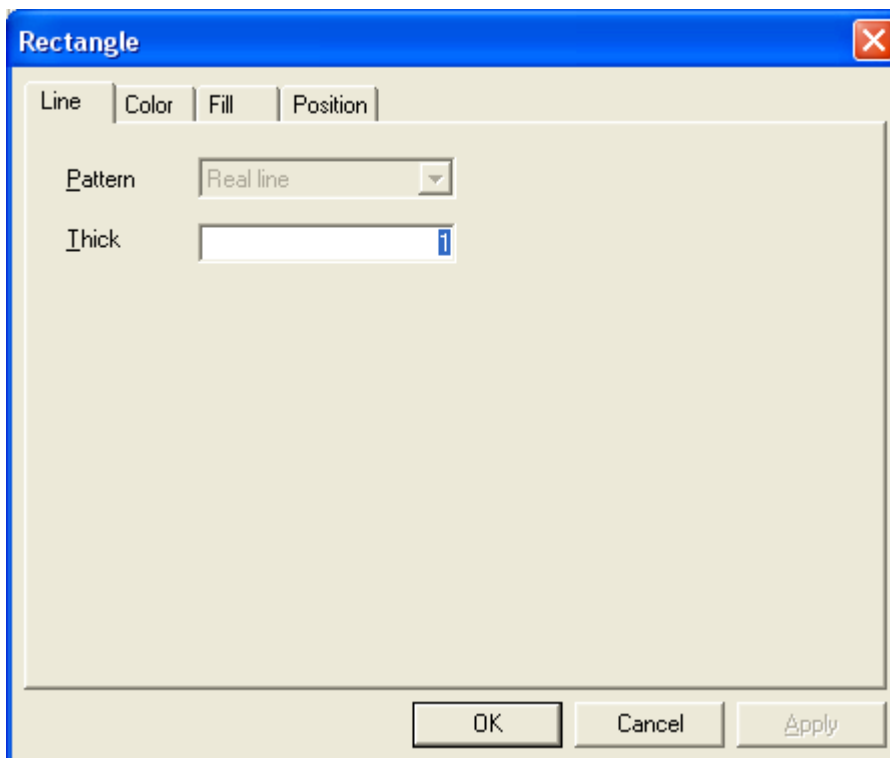 Rectangle
Line Color Fill Position
Pattern Real line
Thick 1
OK Cancel Apply